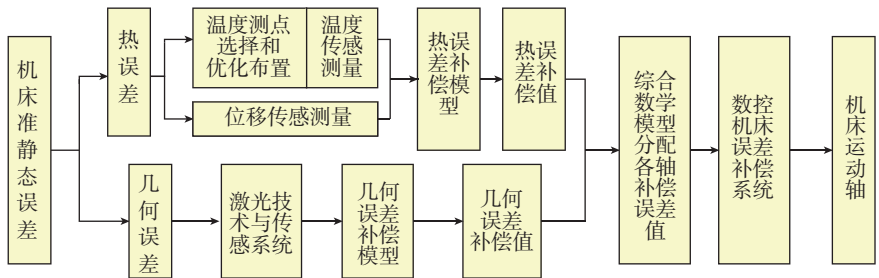 机
床
准
静
态
误
差
热
误
差
温度测点
选择和
优化布置
温度
传感
测量
位移传感测量
热误
差补
偿模
型
热误
差补
偿值
几
何
误
差
激光技
术与传
感系统
几何
误差
补偿
模型
几何
误差
补偿值
综合
数学
模型
分配
各轴
补偿
误差
值
数控
机床
误差
补偿
系统
机
床
运
动
轴